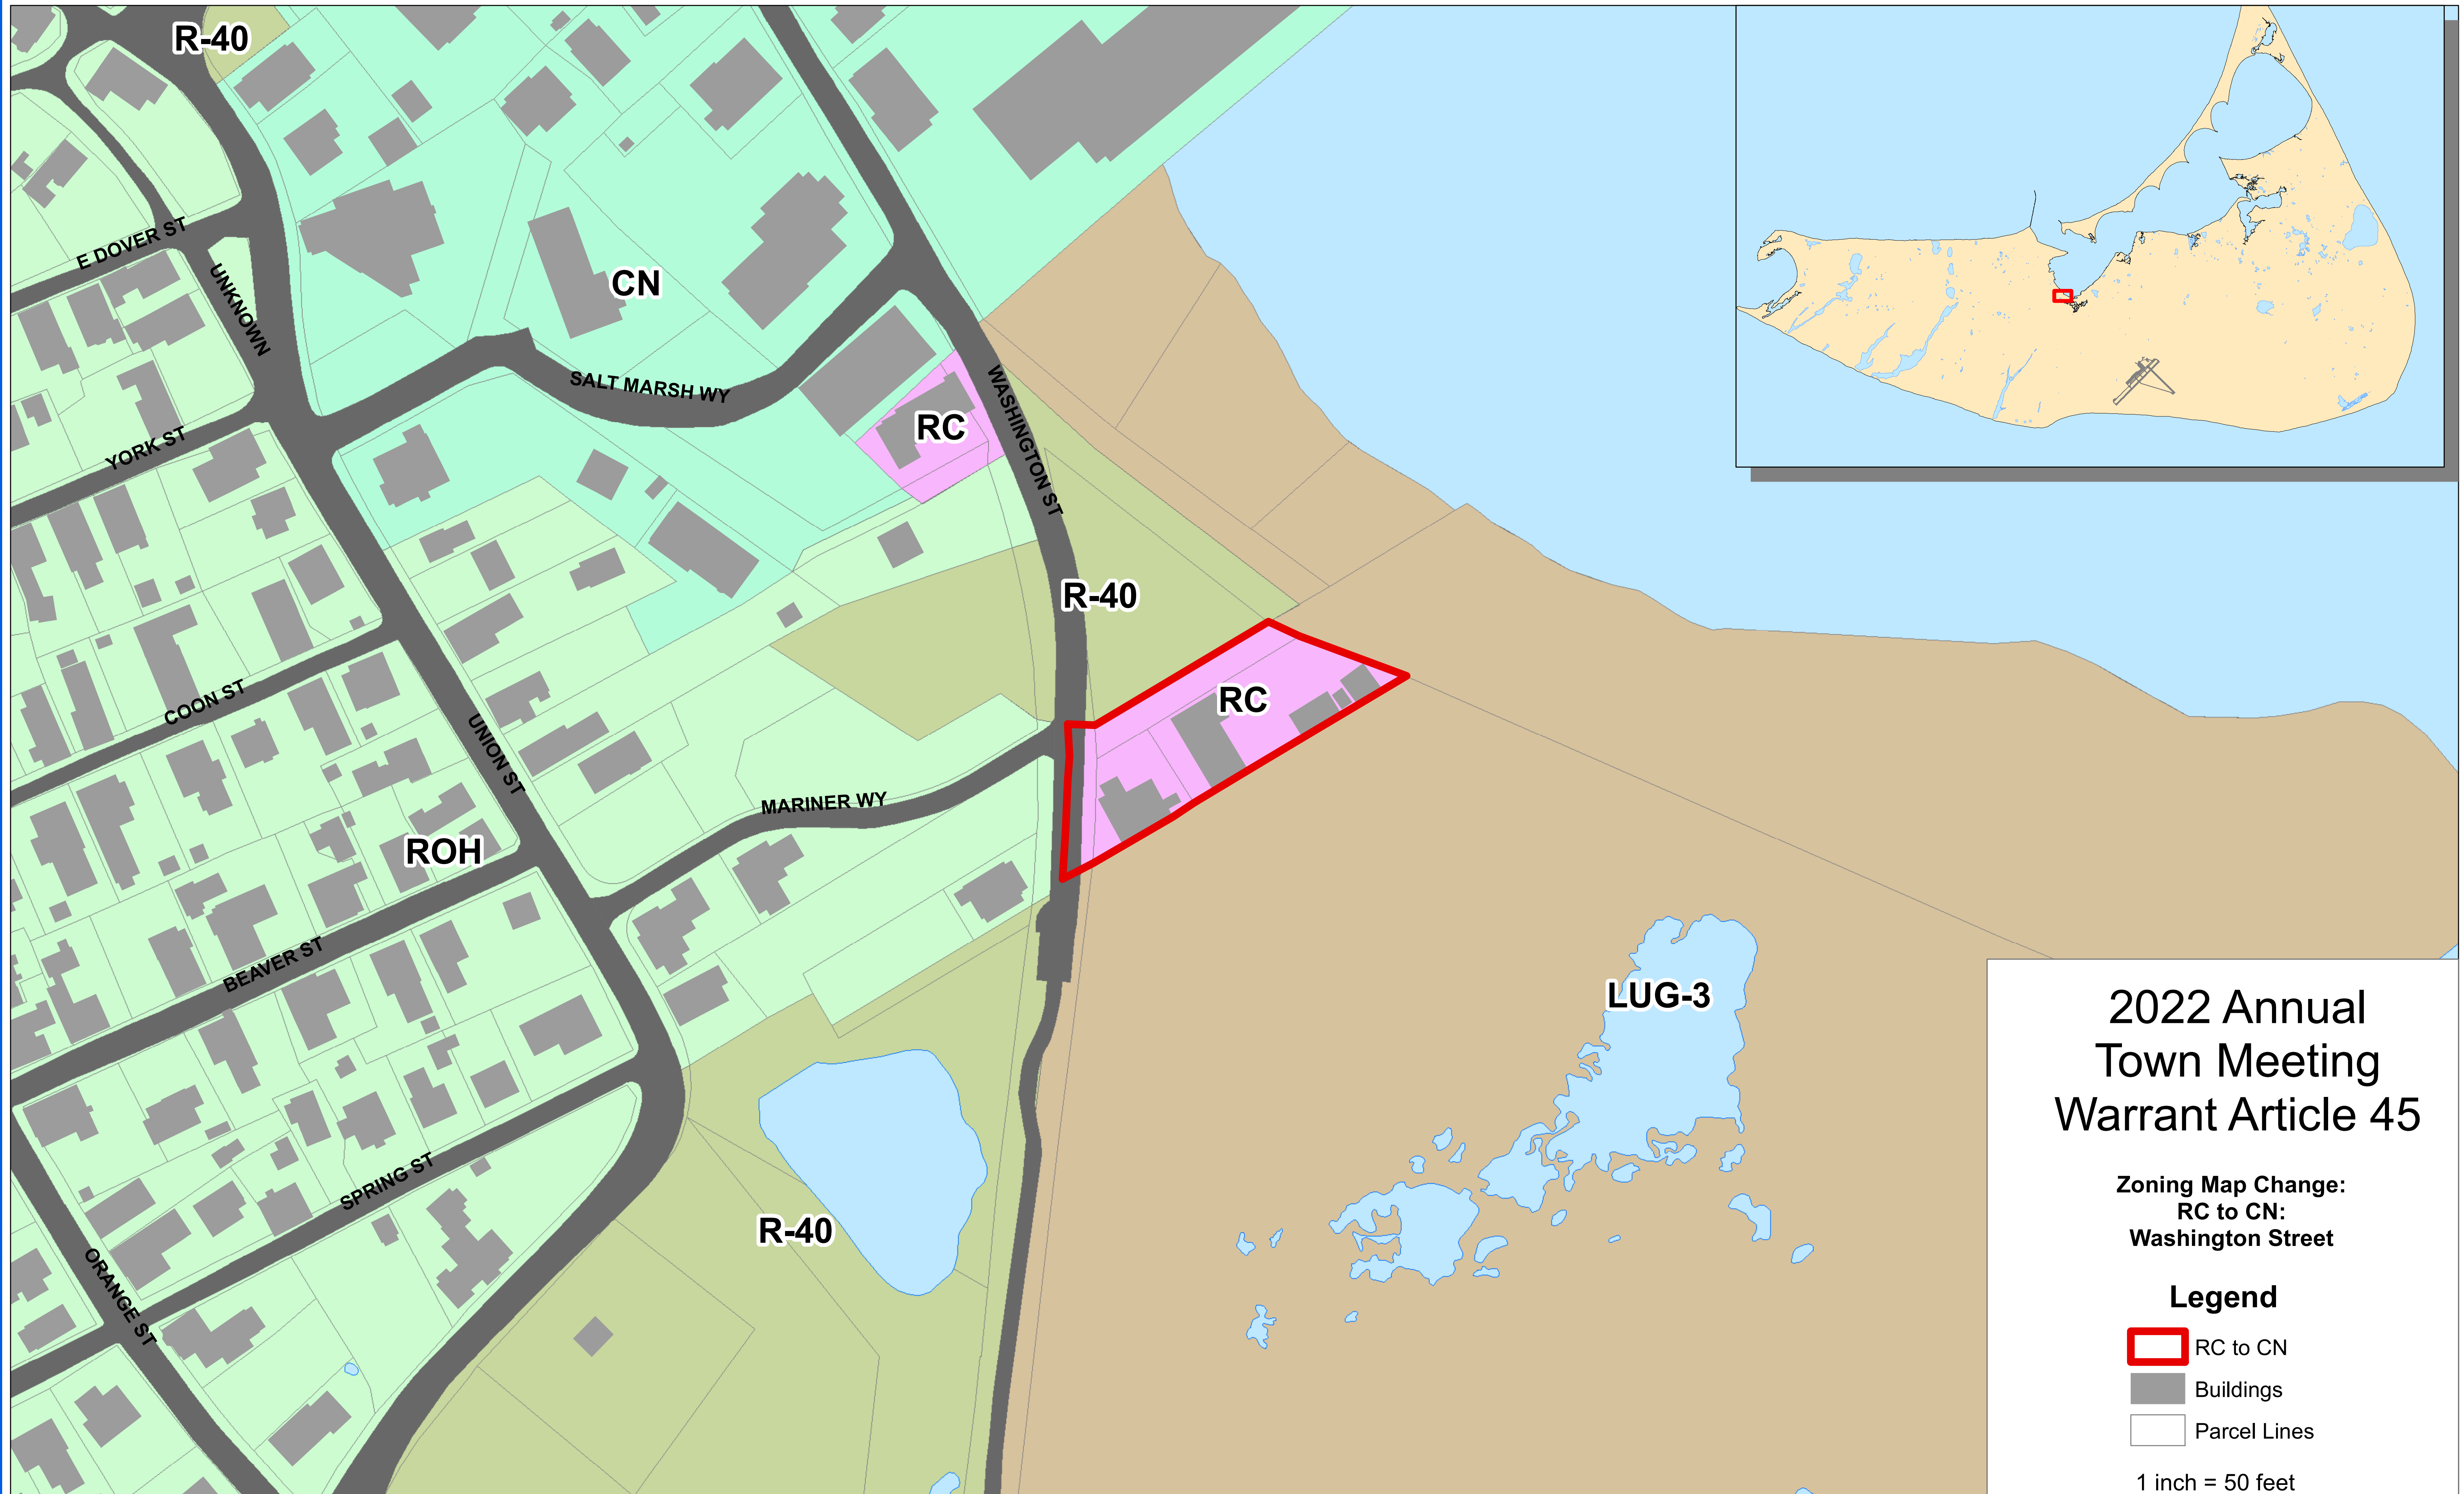 R-40
E DOVER ST
UNKNOWN
CN
SALT MARSH WY
WASHINGTON ST
RC
YORK ST
R-40
COON ST
UNION ST
RC
MARINER WY
ROH
BEAVER ST
LUG-3
SPRING ST
R-40
ORANGE ST
2022 Annual
Town Meeting
Warrant Article 45
Zoning Map Change:
RC to CN:
Washington Street
Legend
RC to CN
Buildings
Parcel Lines
1 inch = 50 feet